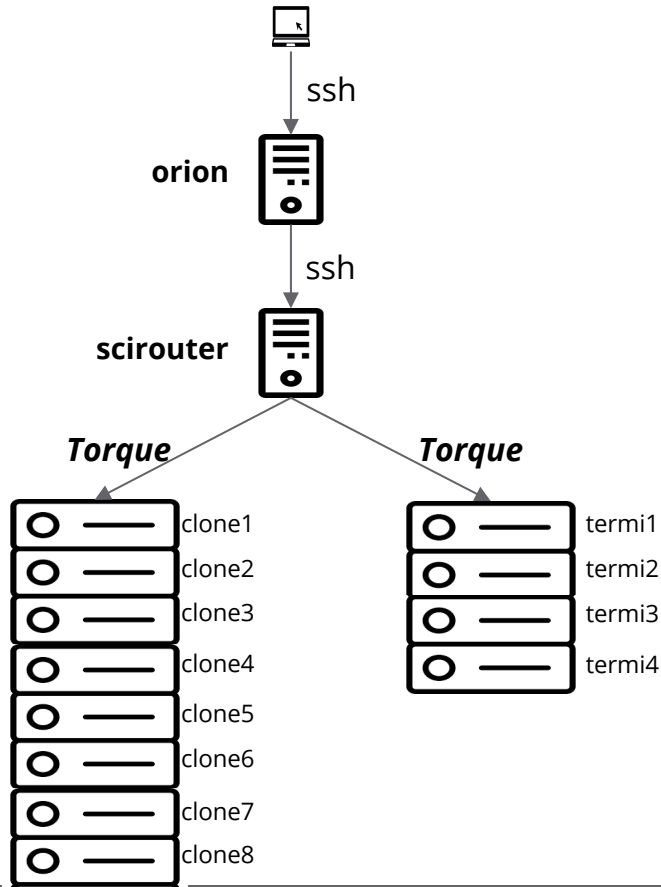 ssh
orion
ssh
scirouter
Torque
Torque
clone1
clone2
clone3
clone4
clone5
clone6
clone7
clone8
termi1
termi2
termi3
termi4